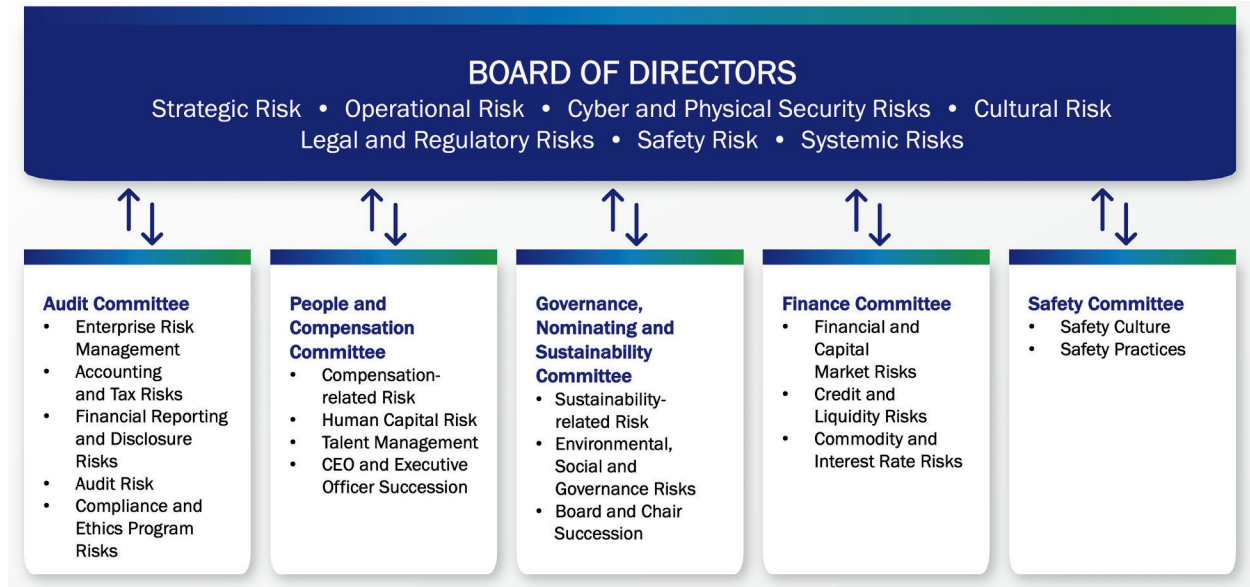 BOARD OF DIRECTORS
Strategic Risk • Operational Risk • Cyber and Physical Security Risks • Cultural Risk
Legal and Regulatory Risks • Safety Risk • Systemic Risks
Audit Committee
• Enterprise Risk
Management
• Accounting
and Tax Risks
• Financial Reporting
and Disclosure
Risks
• Audit Risk
• Compliance and
Ethics Program
Risks
People and
Compensation
Committee
• Compensation-
related Risk
• Human Capital Risk
• Talent Management
• CEO and Executive
Officer Succession
Governance,
Nominating and
Sustainability
Committee
• Sustainability-
related Risk
• Environmental,
Social and
Governance Risks
• Board and Chair
Succession
Finance Committee
• Financial and
Capital
Market Risks
• Credit and
Liquidity Risks
• Commodity and
Interest Rate Risks
Safety Committee
• Safety Culture
• Safety Practices